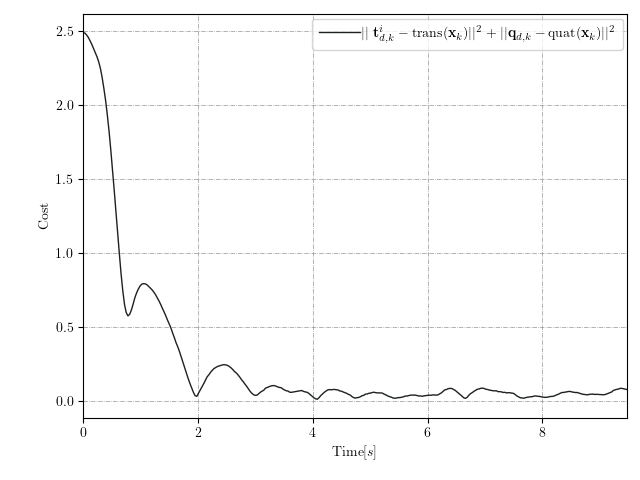 || t^i_{d,k} − trans(x_k)||² + ||q_{d,k} − quat(x_k)||²
2.5
2.0
1.5
1.0
0.5
0.0
Cost
0 2 4 6 8
Time[s]